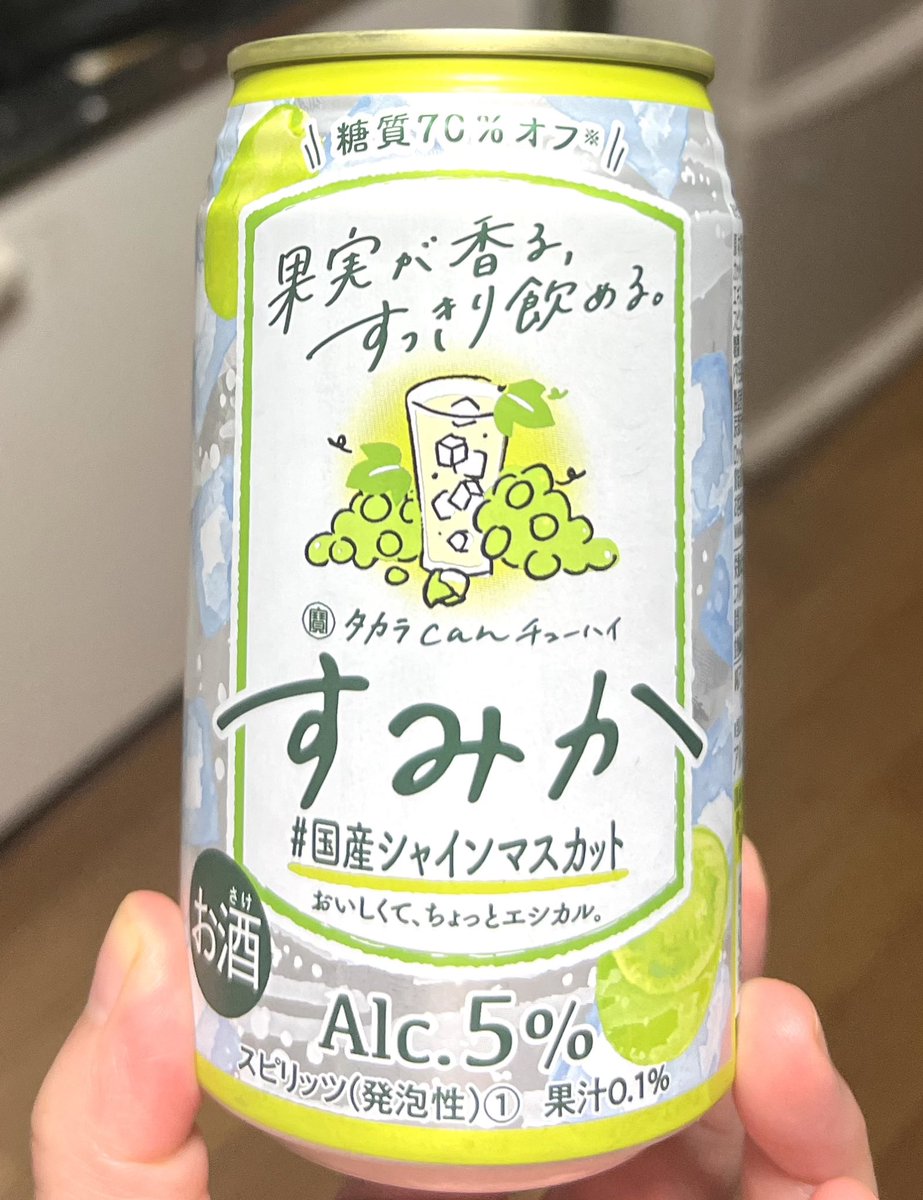 糖質70%オフ※
果実が香る,
すっきり飲める。
寶 タカラcanチューハイ
すみか
#国産シャインマスカット
おいしくて、ちょっとエシカル。
さけ
お酒
Alc.5%
スピリッツ(発泡性)① 果汁0.1%